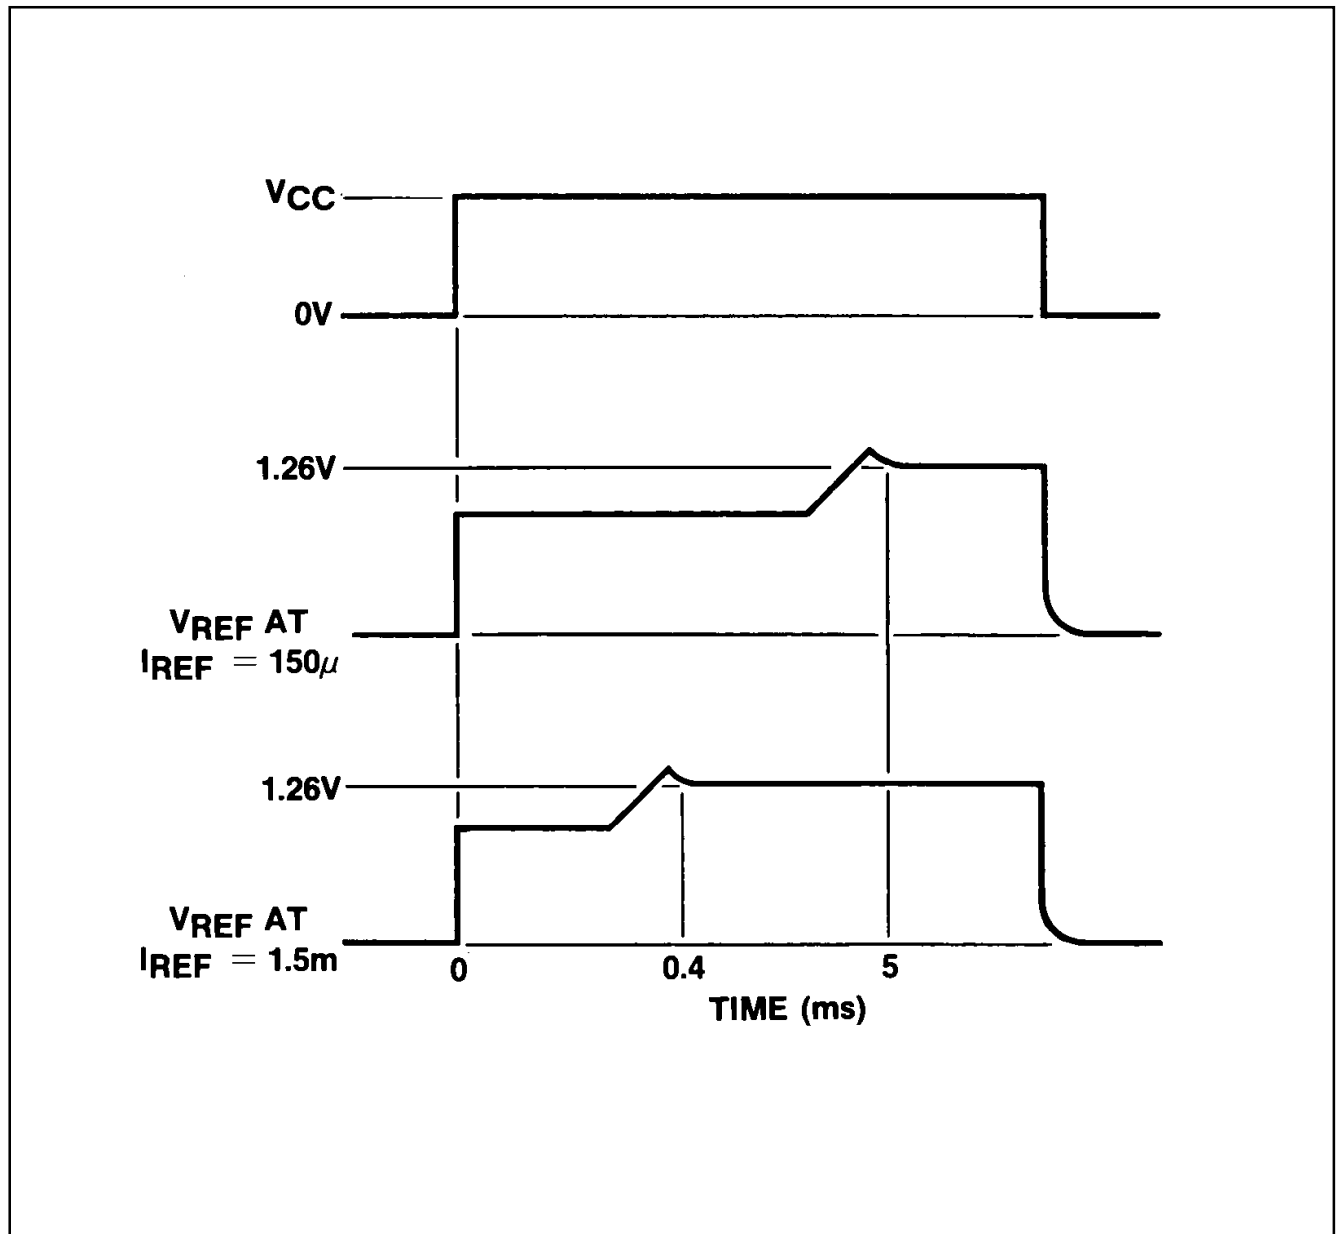 VCC
0V
1.26V
VREF AT
IREF = 150μ
1.26V
VREF AT
IREF = 1.5m
0 0.4 5
TIME (ms)